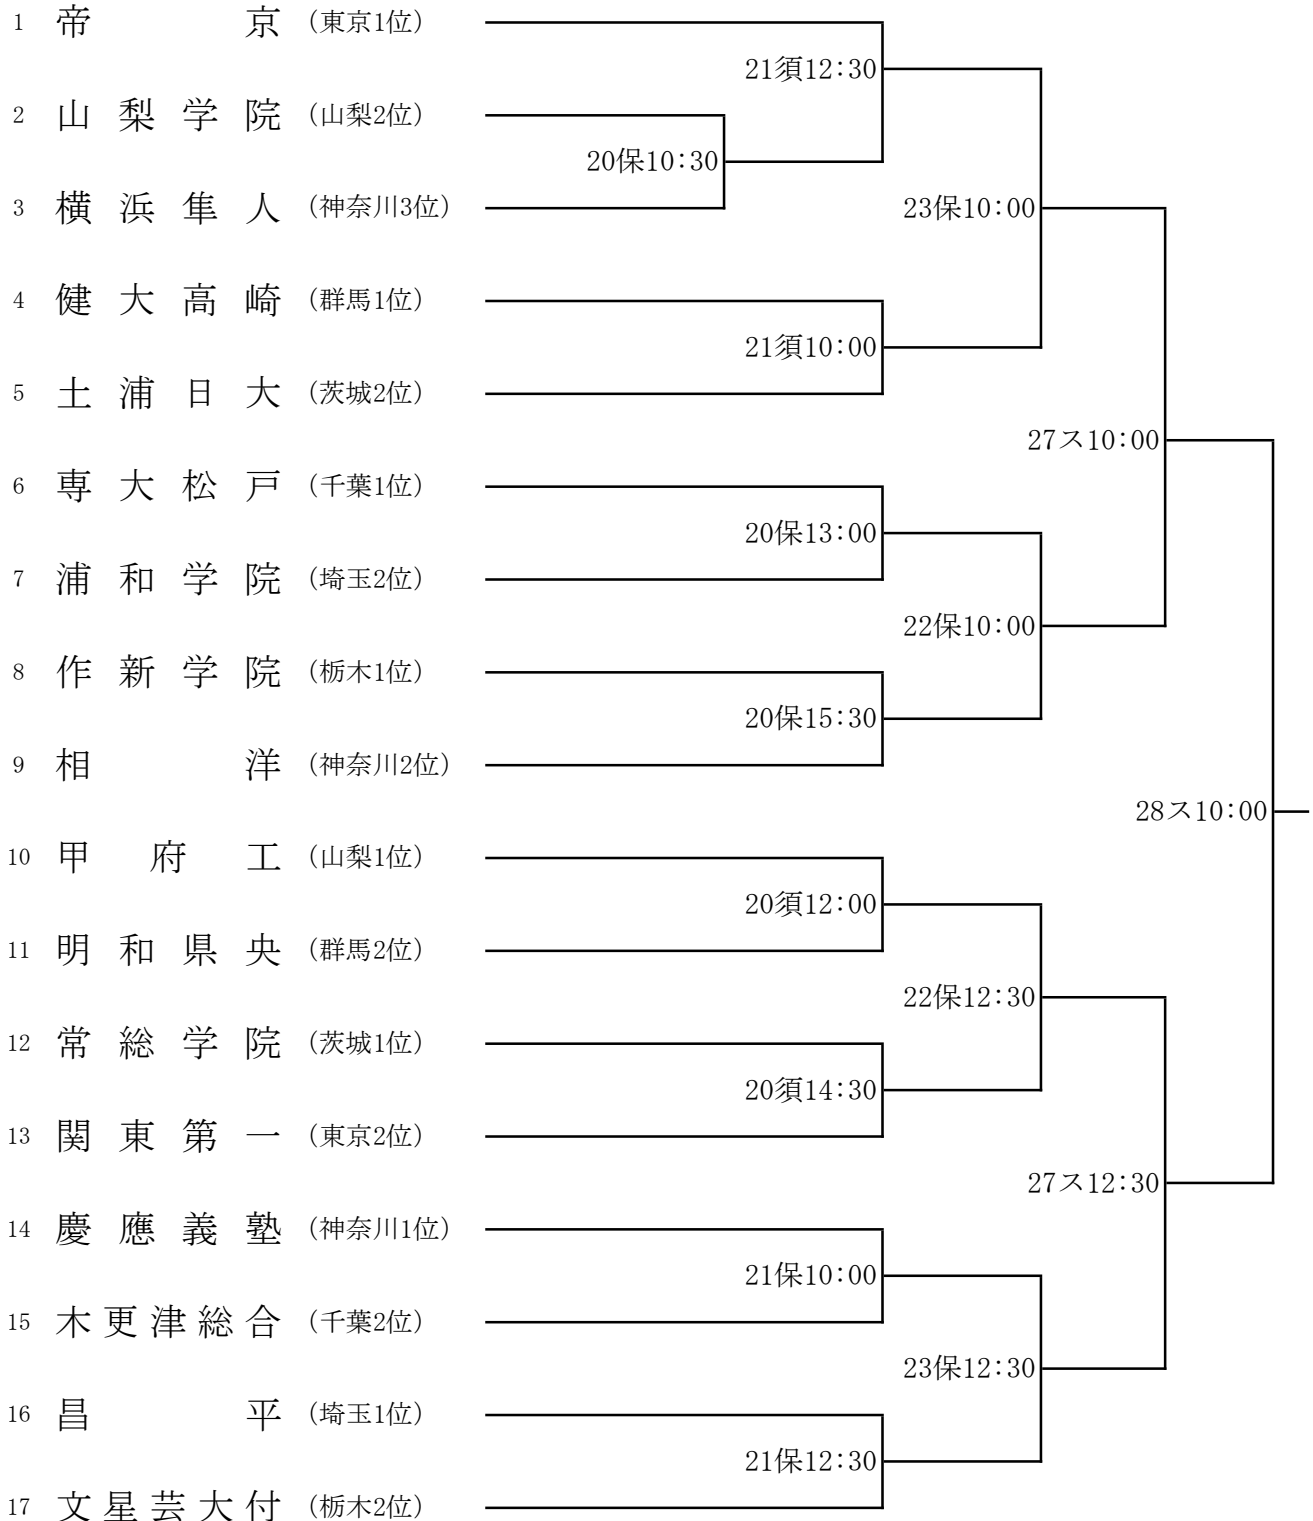 1 帝京 (東京1位)
21須12:30
2 山梨学院 (山梨2位)
20保10:30
3 横浜隼人 (神奈川3位)
23保10:00
4 健大高崎 (群馬1位)
21須10:00
5 土浦日大 (茨城2位)
27ス10:00
6 専大松戸 (千葉1位)
20保13:00
7 浦和学院 (埼玉2位)
22保10:00
8 作新学院 (栃木1位)
20保15:30
9 相洋 (神奈川2位)
28ス10:00
10 甲府工 (山梨1位)
20須12:00
11 明和県央 (群馬2位)
22保12:30
12 常総学院 (茨城1位)
20須14:30
13 関東第一 (東京2位)
27ス12:30
14 慶應義塾 (神奈川1位)
21保10:00
15 木更津総合 (千葉2位)
23保12:30
16 昌平 (埼玉1位)
21保12:30
17 文星芸大付 (栃木2位)